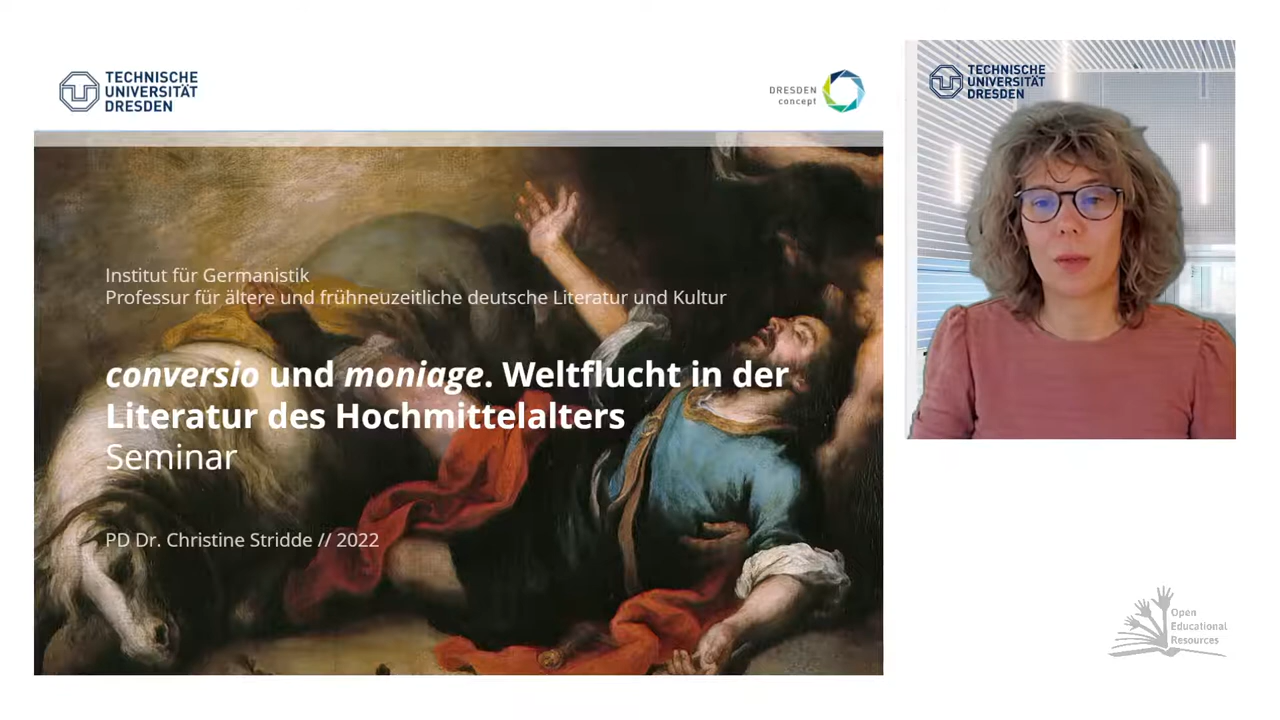 TECHNISCHE
UNIVERSITÄT
DRESDEN
DRESDEN
concept
TECHNISCHE
UNIVERSITÄT
DRESDEN
Institut für Germanistik
Professur für ältere und frühneuzeitliche deutsche Literatur und Kultur
conversio und moniage. Weltflucht in der
Literatur des Hochmittelalters
Seminar
PD Dr. Christine Stridde // 2022
Open
Educational
Resources